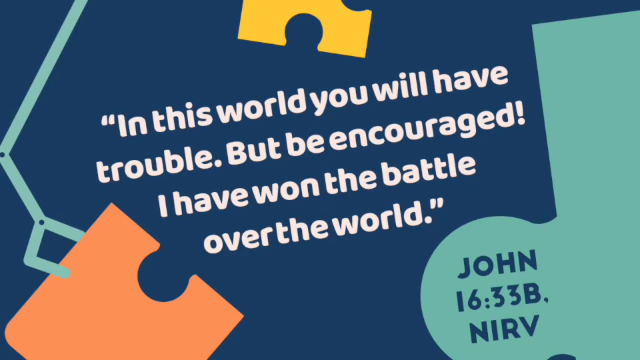 “In this world you will have
trouble. But be encouraged!
I have won the battle
over the world.”
JOHN
16:33B,
NIRV